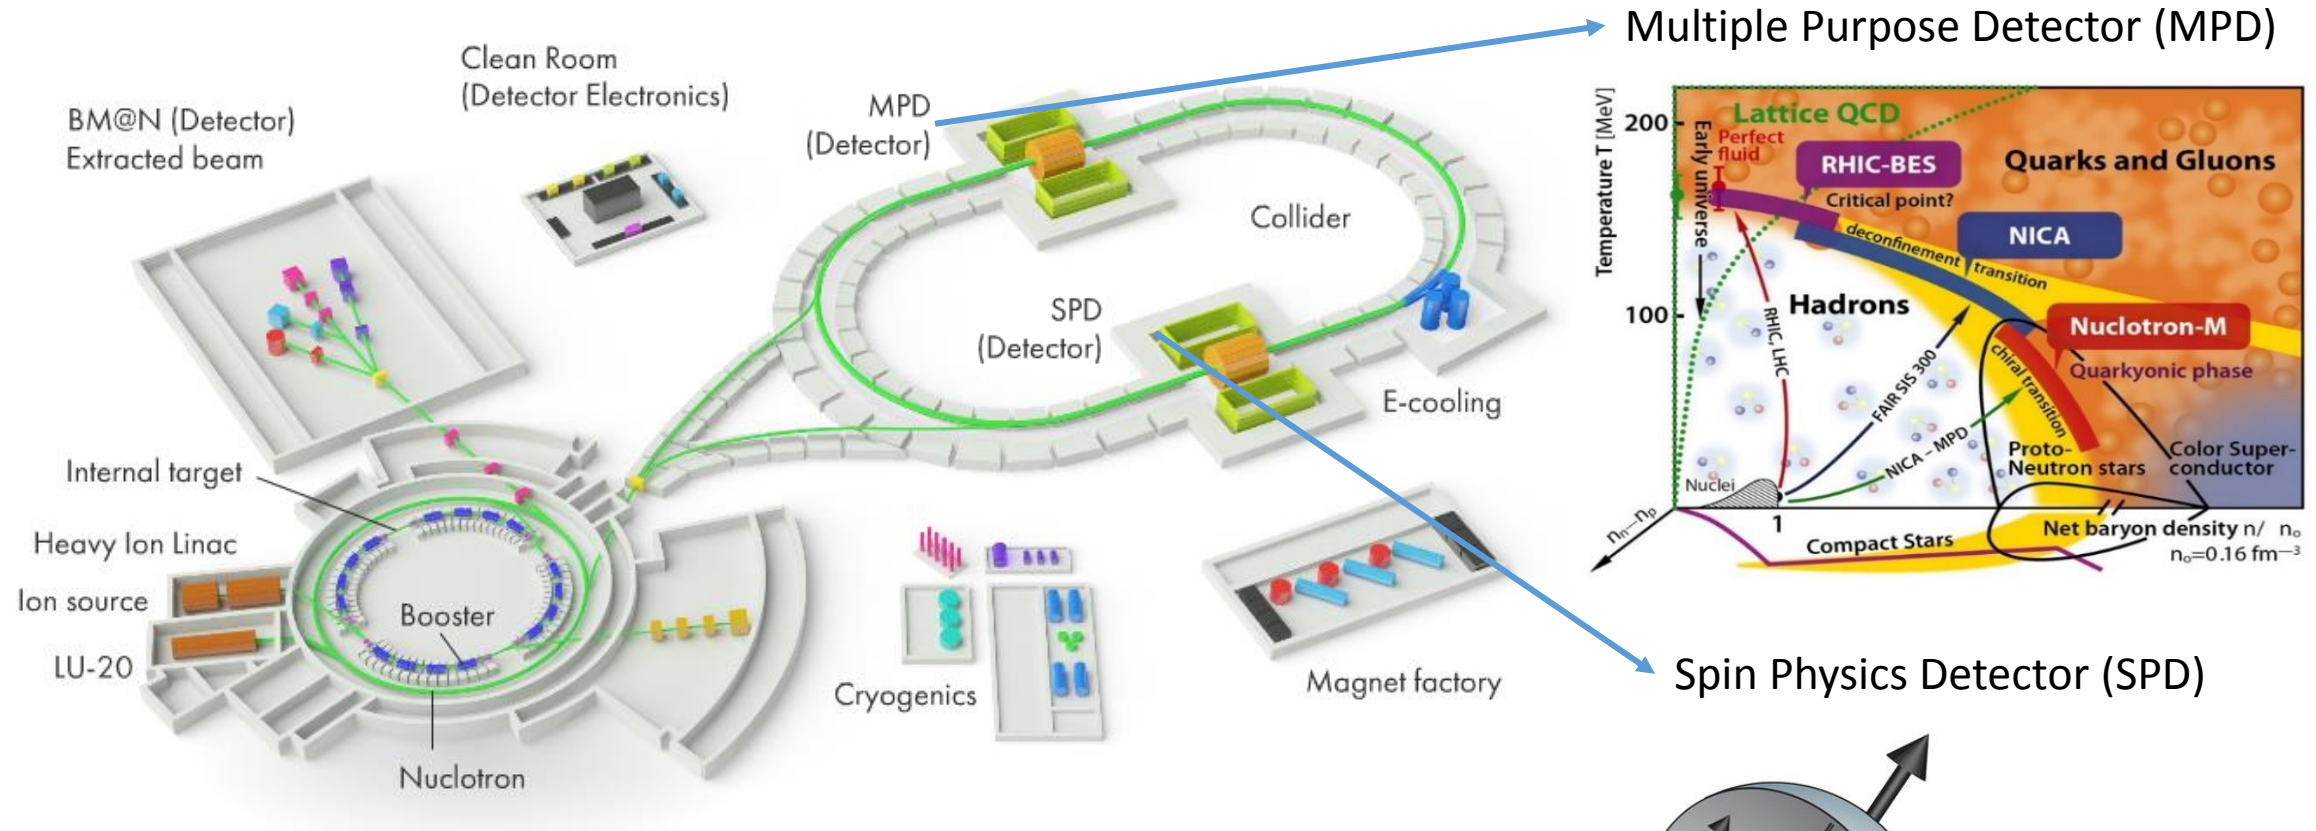 Multiple Purpose Detector (MPD)
Clean Room
(Detector Electronics)
BM@N (Detector)
Extracted beam
MPD
(Detector)
Collider
SPD
(Detector)
E-cooling
Internal target
Heavy Ion Linac
Ion source
LU-20
Booster
Nuclotron
Cryogenics
Magnet factory
Temperature T [MeV]
200
100
Lattice QCD
Early universe
Perfect
fluid
RHIC-BES
Critical point?
Quarks and Gluons
NICA
deconfinement transition
Hadrons
Nuclotron-M
Quarkyonic phase
RHIC, LHC
FAIR SIS 300
chiral transition
NICA – MPD
Proto-
Neutron stars
Color Super-
conductor
Nuclei
1
nn–np
Net baryon density n/ no
no=0.16 fm—3
Compact Stars
Spin Physics Detector (SPD)